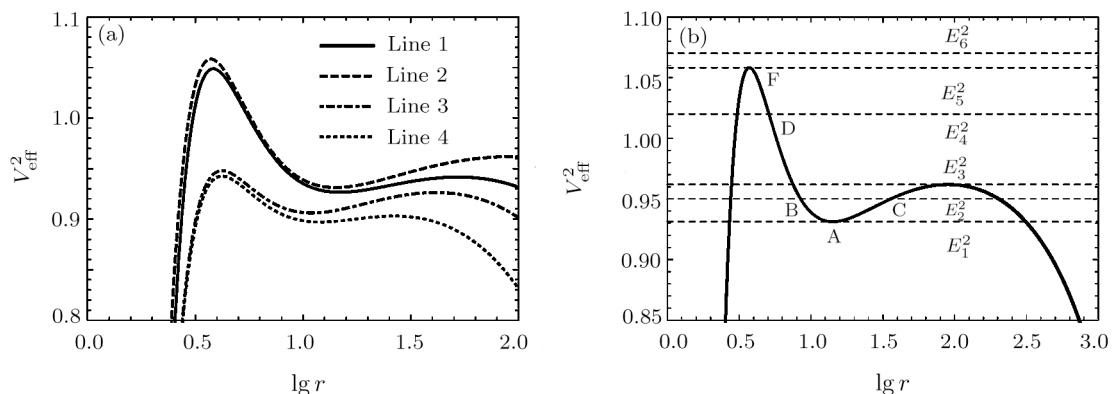 (a)
Line 1
Line 2
Line 3
Line 4
1.1
1.0
0.9
0.8
V²eff
0.0 0.5 1.0 1.5 2.0
lg r
(b)
E²6
E²5
E²4
E²3
E²2
E²1
F
D
B
C
A
1.10
1.05
1.00
0.95
0.90
0.85
V²eff
0.0 0.5 1.0 1.5 2.0 2.5 3.0
lg r